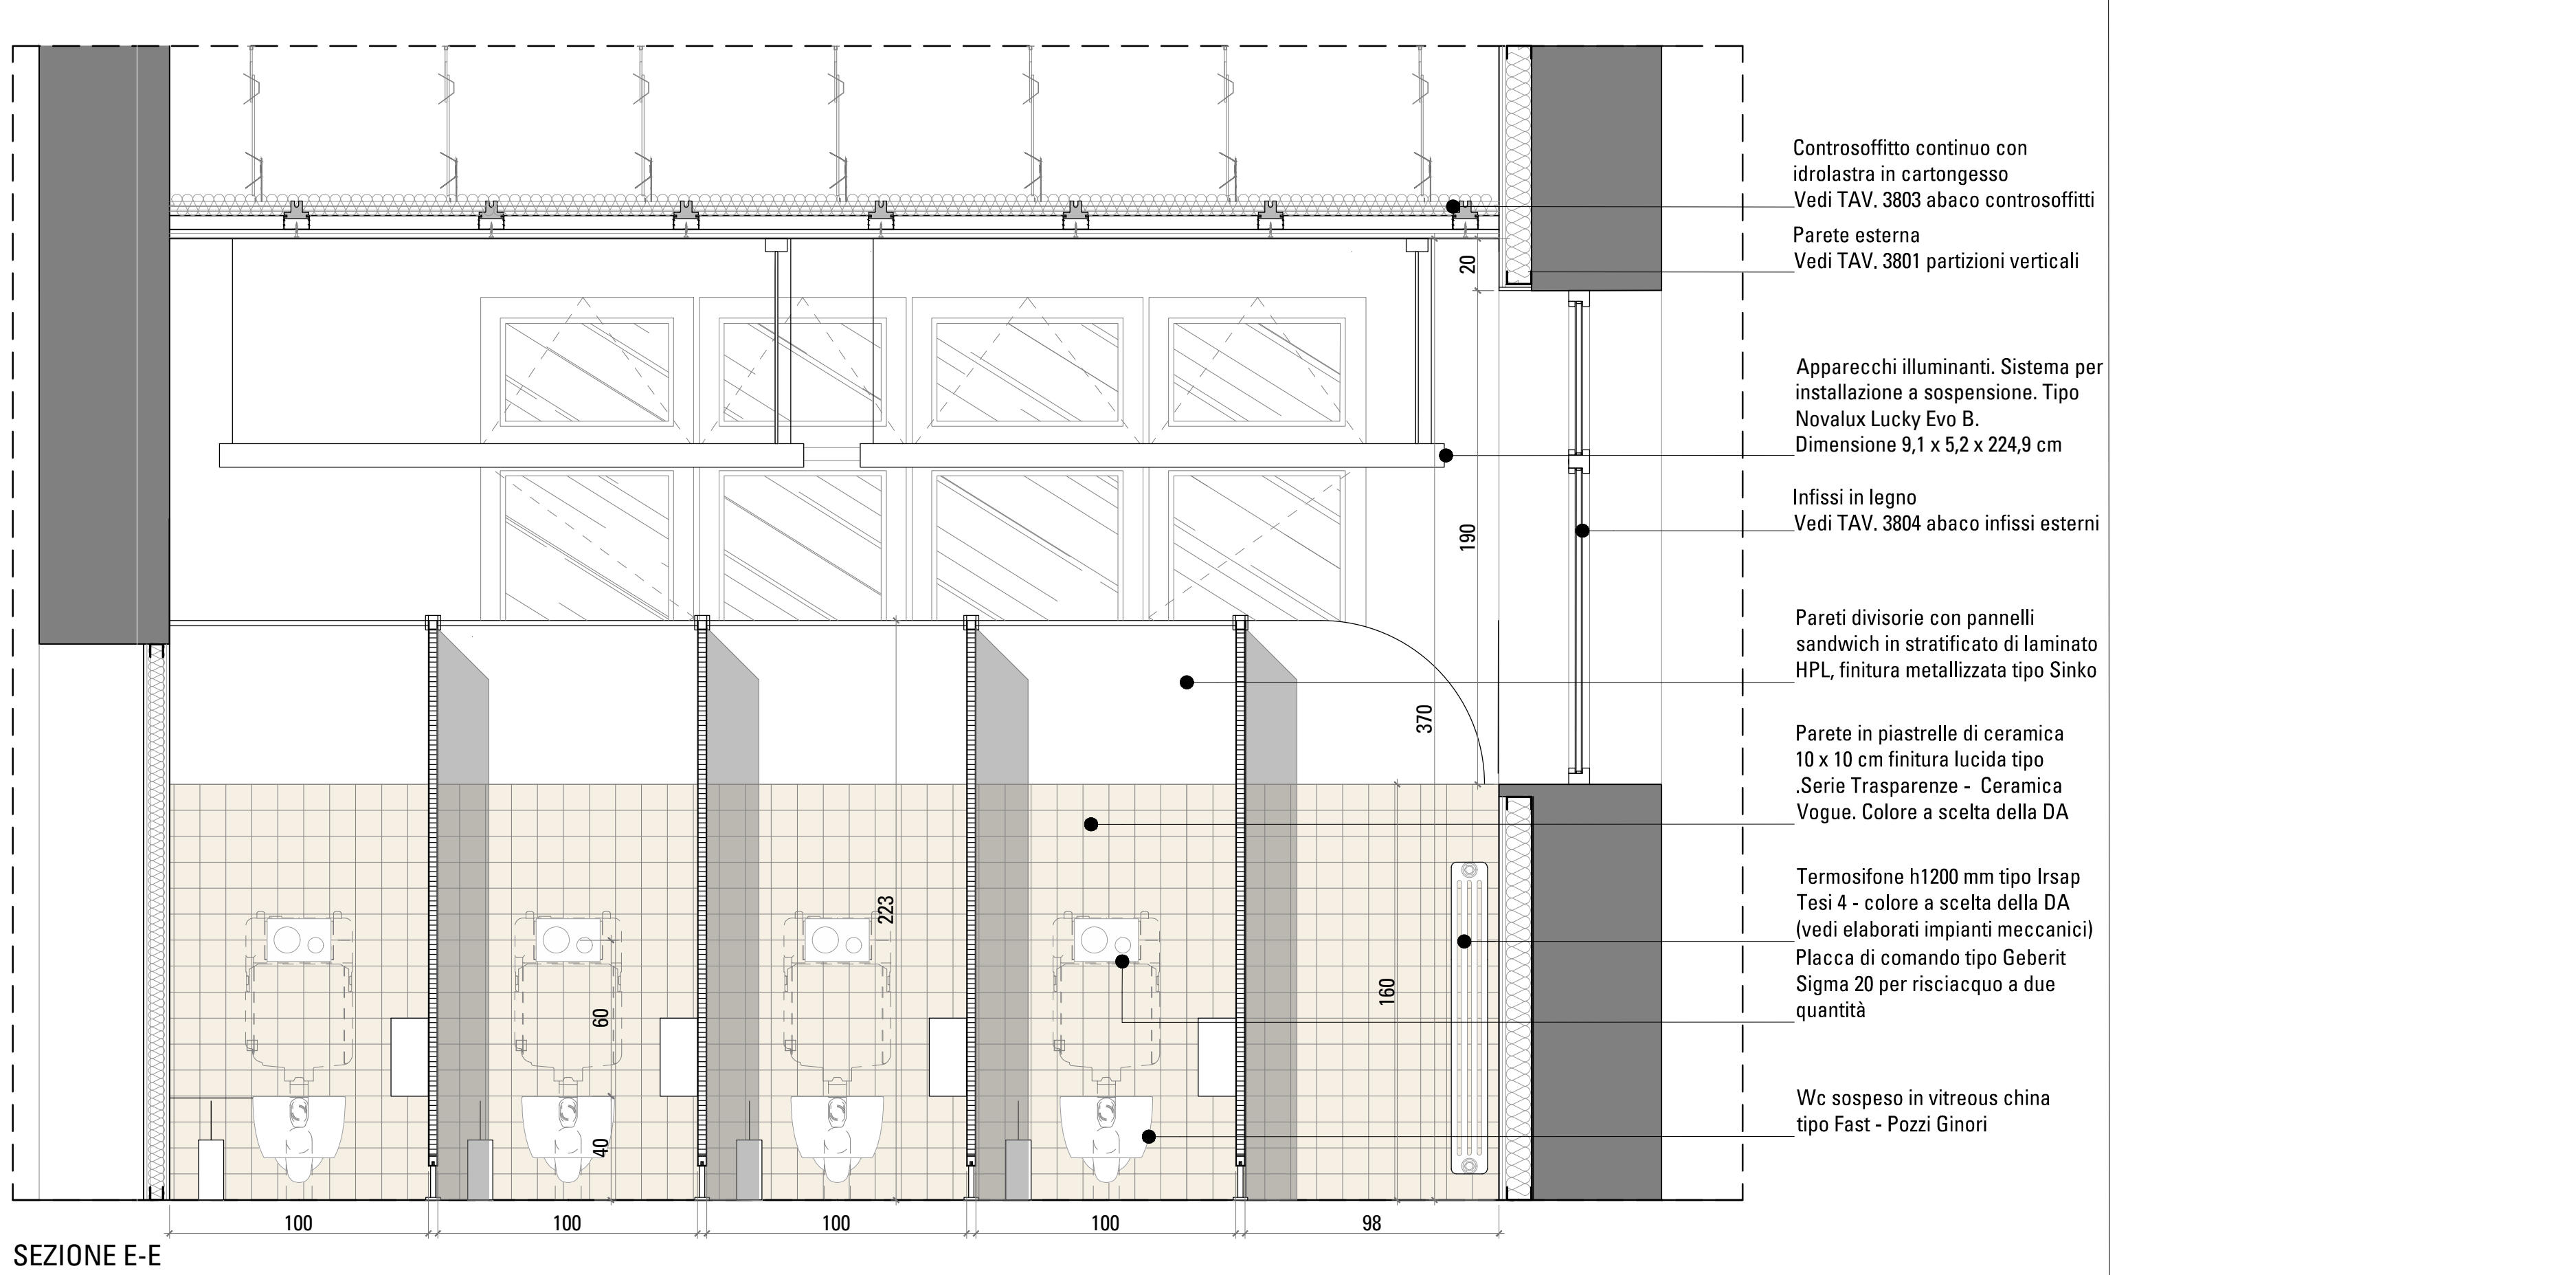 Controsoffitto continuo con
idrolastra in cartongesso
Vedi TAV. 3803 abaco controsoffitti
Parete esterna
Vedi TAV. 3801 partizioni verticali
20
Apparecchi illuminanti. Sistema per
installazione a sospensione. Tipo
Novalux Lucky Evo B.
Dimensione 9,1 x 5,2 x 224,9 cm
Infissi in legno
Vedi TAV. 3804 abaco infissi esterni
190
Pareti divisorie con pannelli
sandwich in stratificato di laminato
HPL, finitura metallizzata tipo Sinko
370
Parete in piastrelle di ceramica
10 x 10 cm finitura lucida tipo
.Serie Trasparenze - Ceramica
Vogue. Colore a scelta della DA
223
Termosifone h1200 mm tipo Irsap
Tesi 4 - colore a scelta della DA
(vedi elaborati impianti meccanici)
Placca di comando tipo Geberit
Sigma 20 per risciacquo a due
quantità
160
60
40
Wc sospeso in vitreous china
tipo Fast - Pozzi Ginori
100
100
100
100
98
SEZIONE E-E